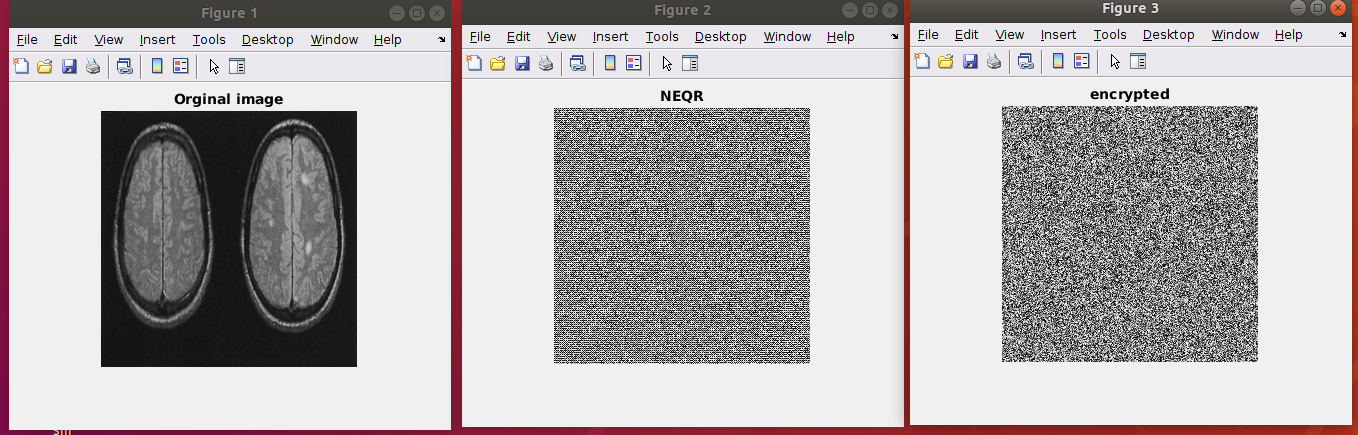 Figure 1
File Edit View Insert Tools Desktop Window Help
Orginal image
Figure 2
File Edit View Insert Tools Desktop Window Help
NEQR
Figure 3
File Edit View Insert Tools Desktop Window Help
encrypted